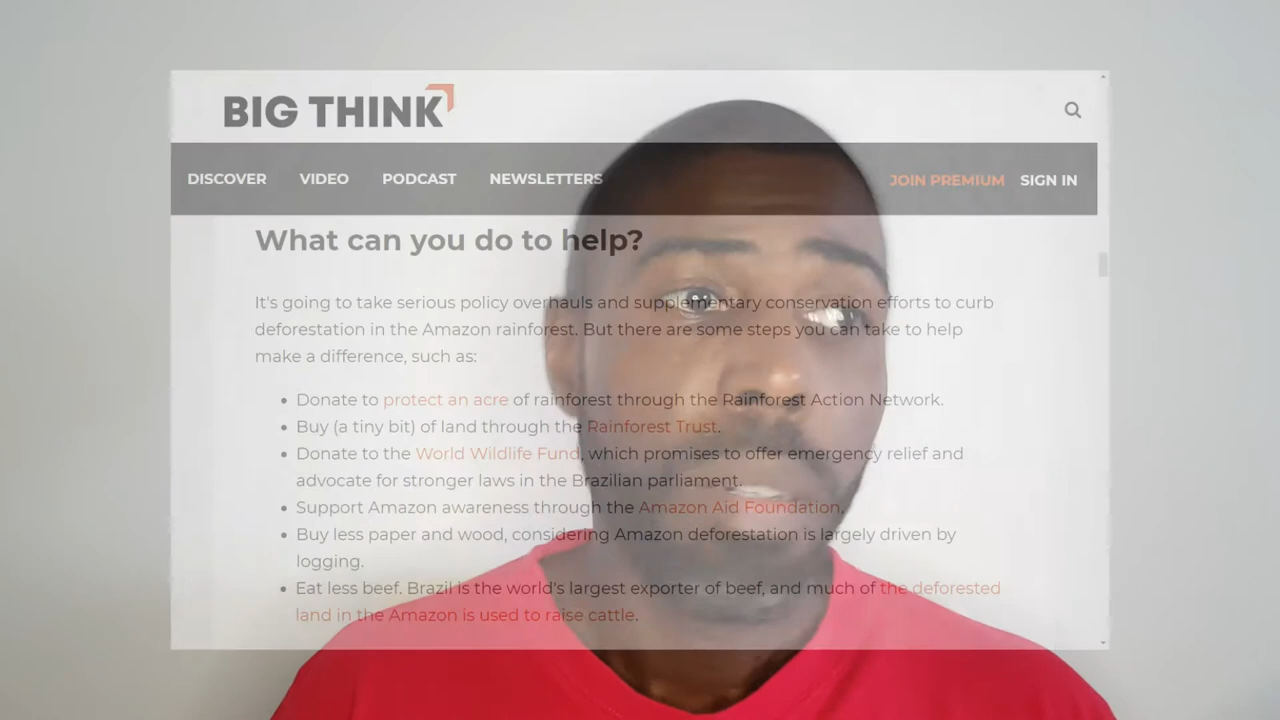 BIG THINK
DISCOVER VIDEO PODCAST NEWSLETTERS JOIN PREMIUM SIGN IN
What can you do to help?
It's going to take serious policy overhauls and supplementary conservation efforts to curb
deforestation in the Amazon rainforest. But there are some steps you can take to help
make a difference, such as:
• Donate to protect an acre of rainforest through the Rainforest Action Network.
• Buy (a tiny bit) of land through the Rainforest Trust.
• Donate to the World Wildlife Fund, which promises to offer emergency relief and
advocate for stronger laws in the Brazilian parliament.
• Support Amazon awareness through the Amazon Aid Foundation.
• Buy less paper and wood, considering Amazon deforestation is largely driven by
logging.
• Eat less beef. Brazil is the world's largest exporter of beef, and much of the deforested
land in the Amazon is used to raise cattle.